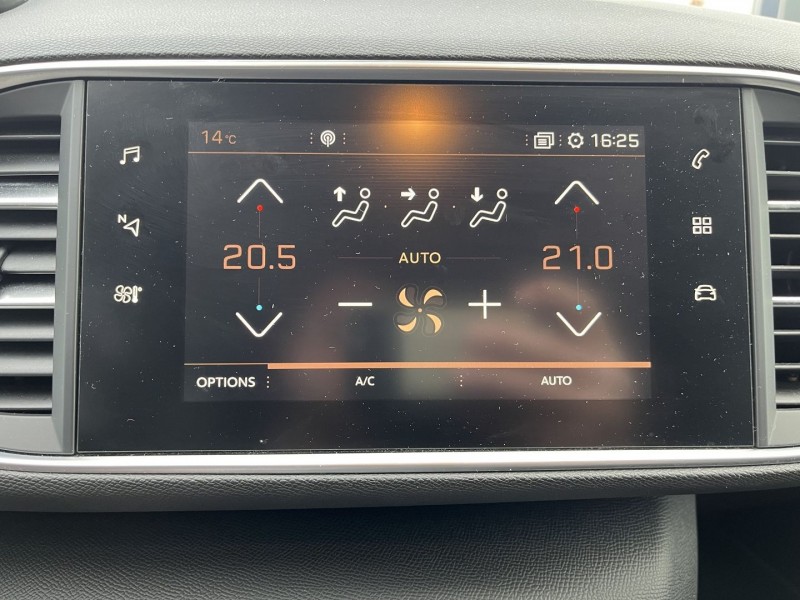 14°C 16:25
N
20.5 AUTO 21.0
OPTIONS A/C AUTO